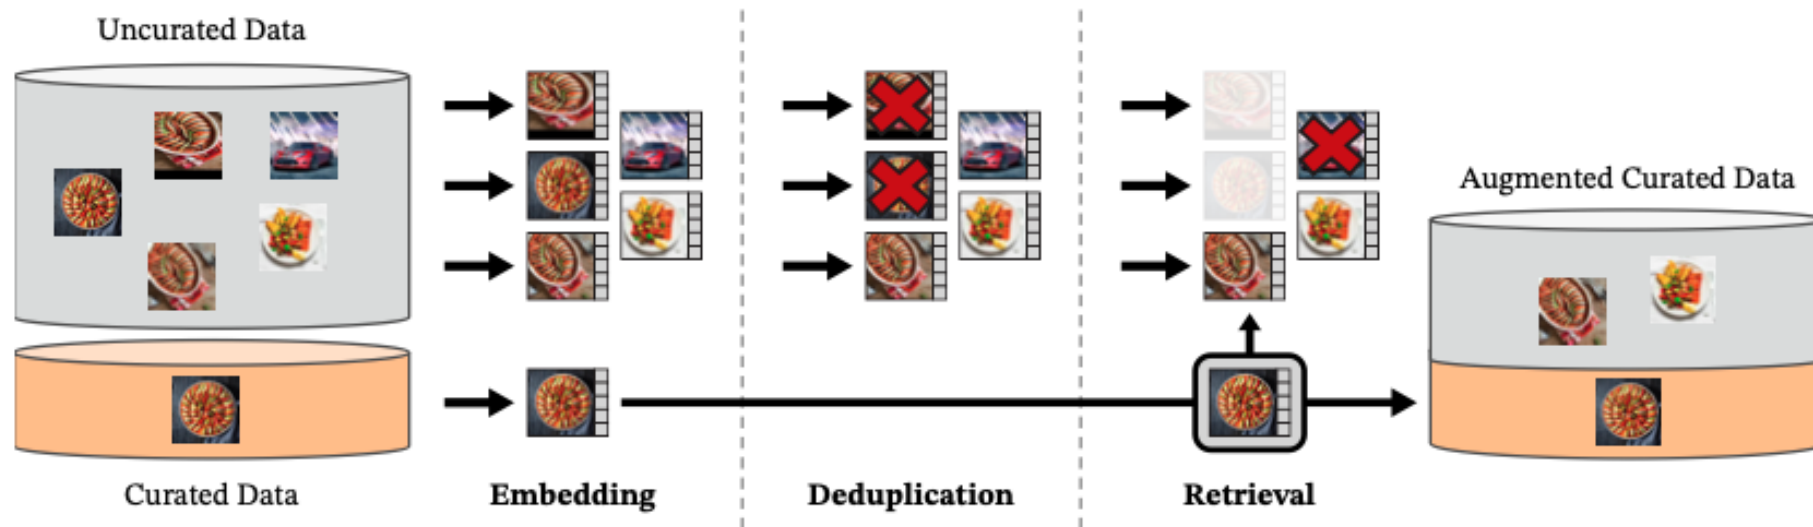 Uncurated Data
Augmented Curated Data
Curated Data
Embedding
Deduplication
Retrieval